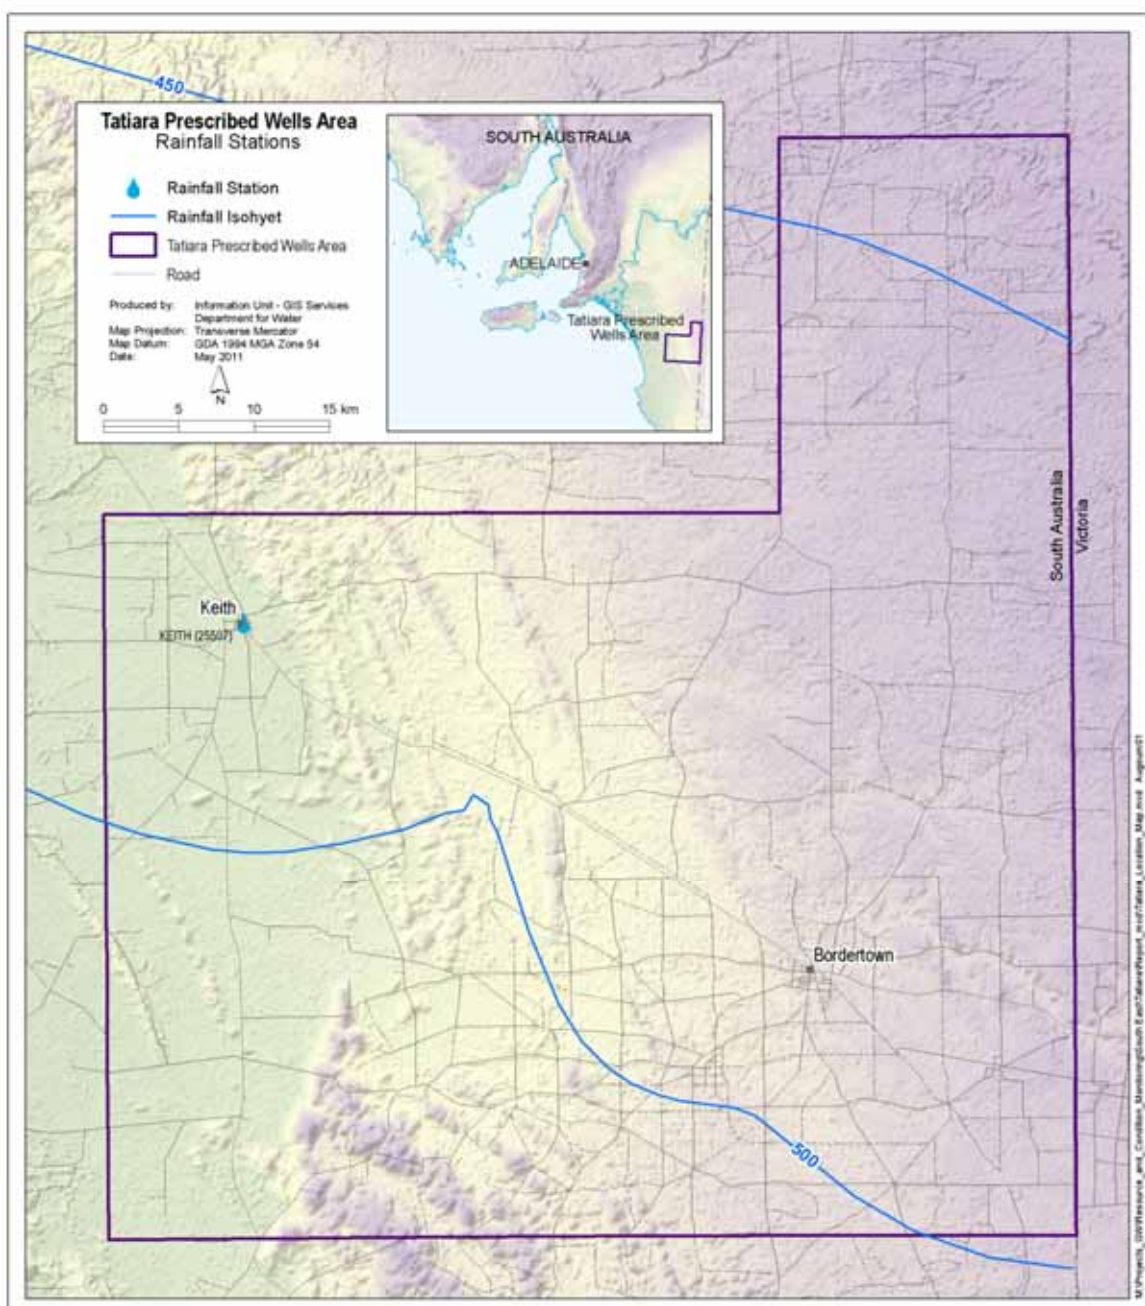 450
Tatiara Prescribed Wells Area
Rainfall Stations
Rainfall Station
Rainfall Isohyet
Tatiara Prescribed Wells Area
Road
Produced by: Information Unit - GIS Services
Department for Water
Map Projection: Transverse Mercator
Map Datum: GDA 1994 MGA Zone 54
Date: May 2011
N
0 5 10 15 km
SOUTH AUSTRALIA
ADELAIDE
Tatiara Prescribed
Wells Area
South Australia
Victoria
Keith
KEITH (25507)
Bordertown
500